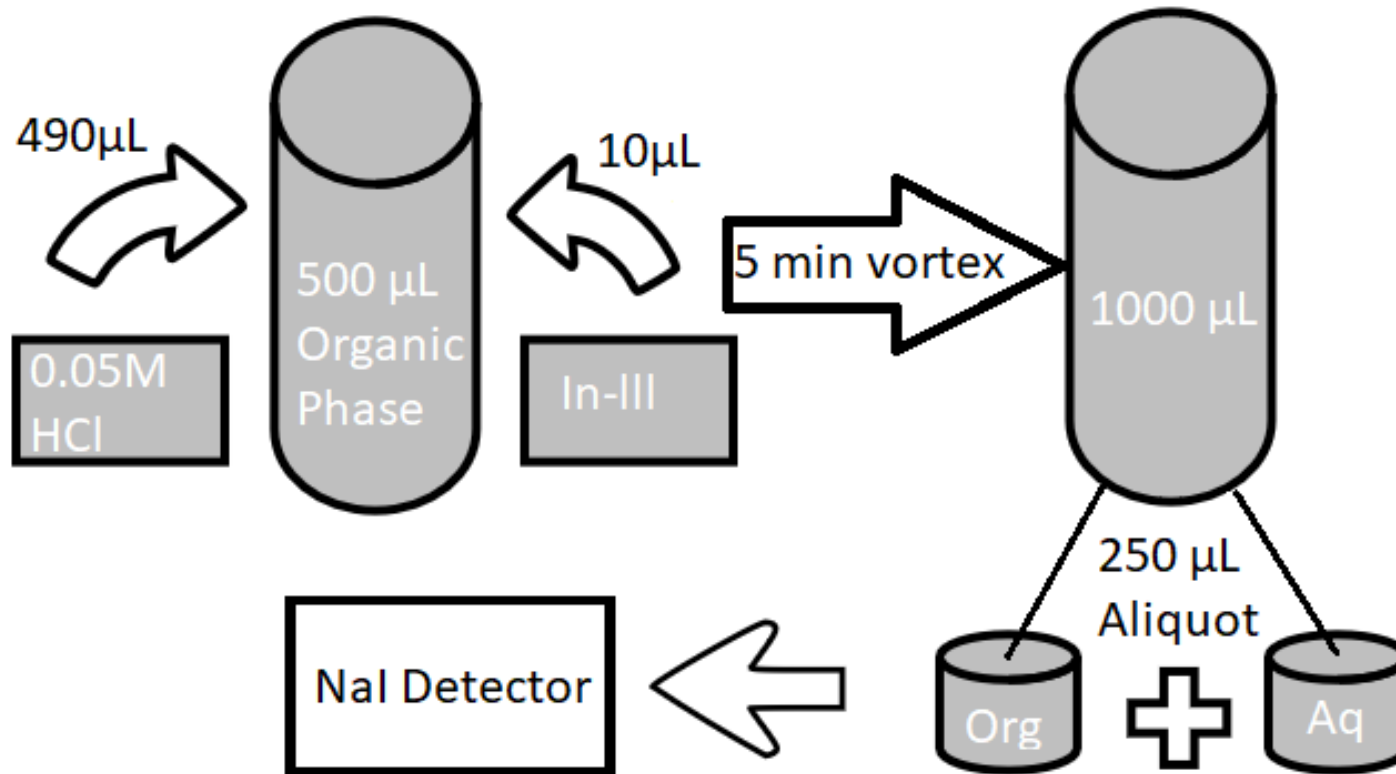 490μL
10μL
500 μL
Organic
Phase
0.05M
HCl
In-lll
5 min vortex
1000 μL
250 μL
Aliquot
Org
Aq
NaI Detector